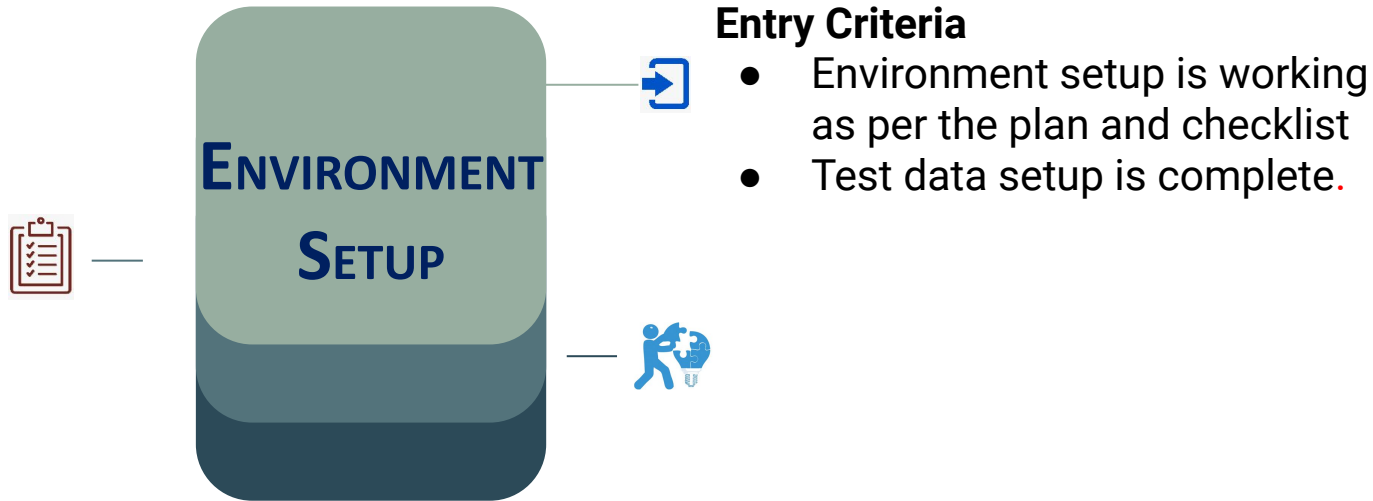 Entry Criteria
● Environment setup is working
as per the plan and checklist
● Test data setup is complete.
ENVIRONMENT
SETUP